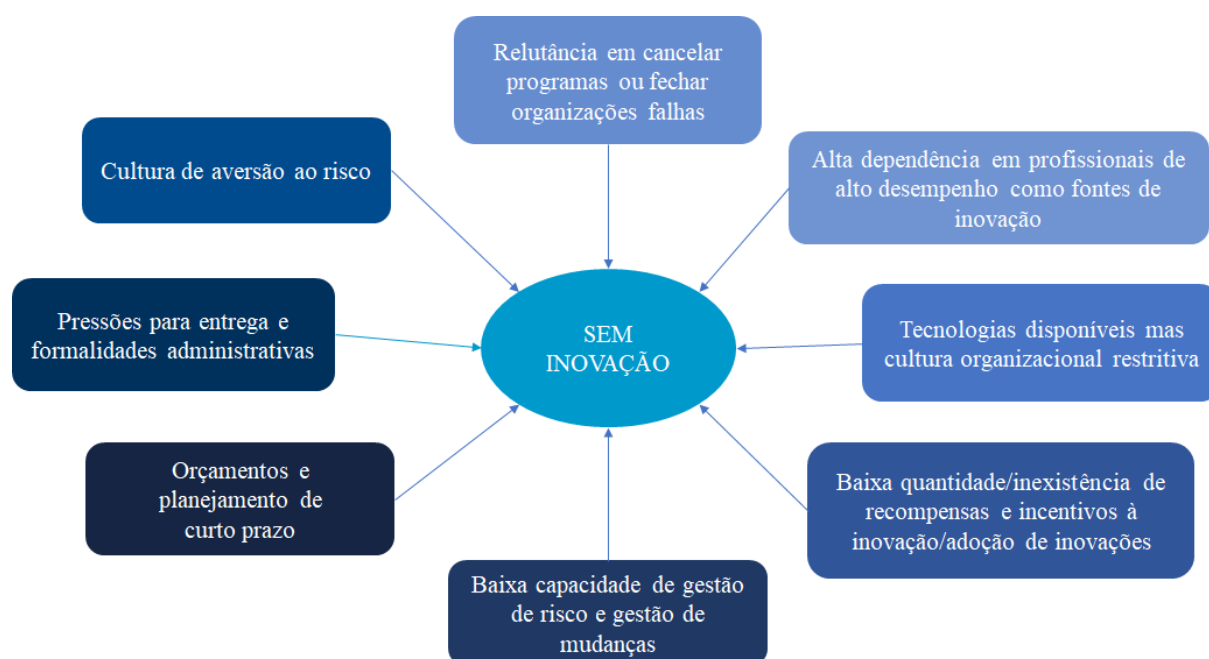 Relutância em cancelar
programas ou fechar
organizações falhas
Cultura de aversão ao risco
Alta dependência em profissionais de
alto desempenho como fontes de
inovação
Pressões para entrega e
formalidades administrativas
SEM
INOVAÇÃO
Tecnologias disponíveis mas
cultura organizacional restritiva
Orçamentos e
planejamento de
curto prazo
Baixa quantidade/inexistência de
recompensas e incentivos à
inovação/adoção de inovações
Baixa capacidade de gestão
de risco e gestão de
mudanças